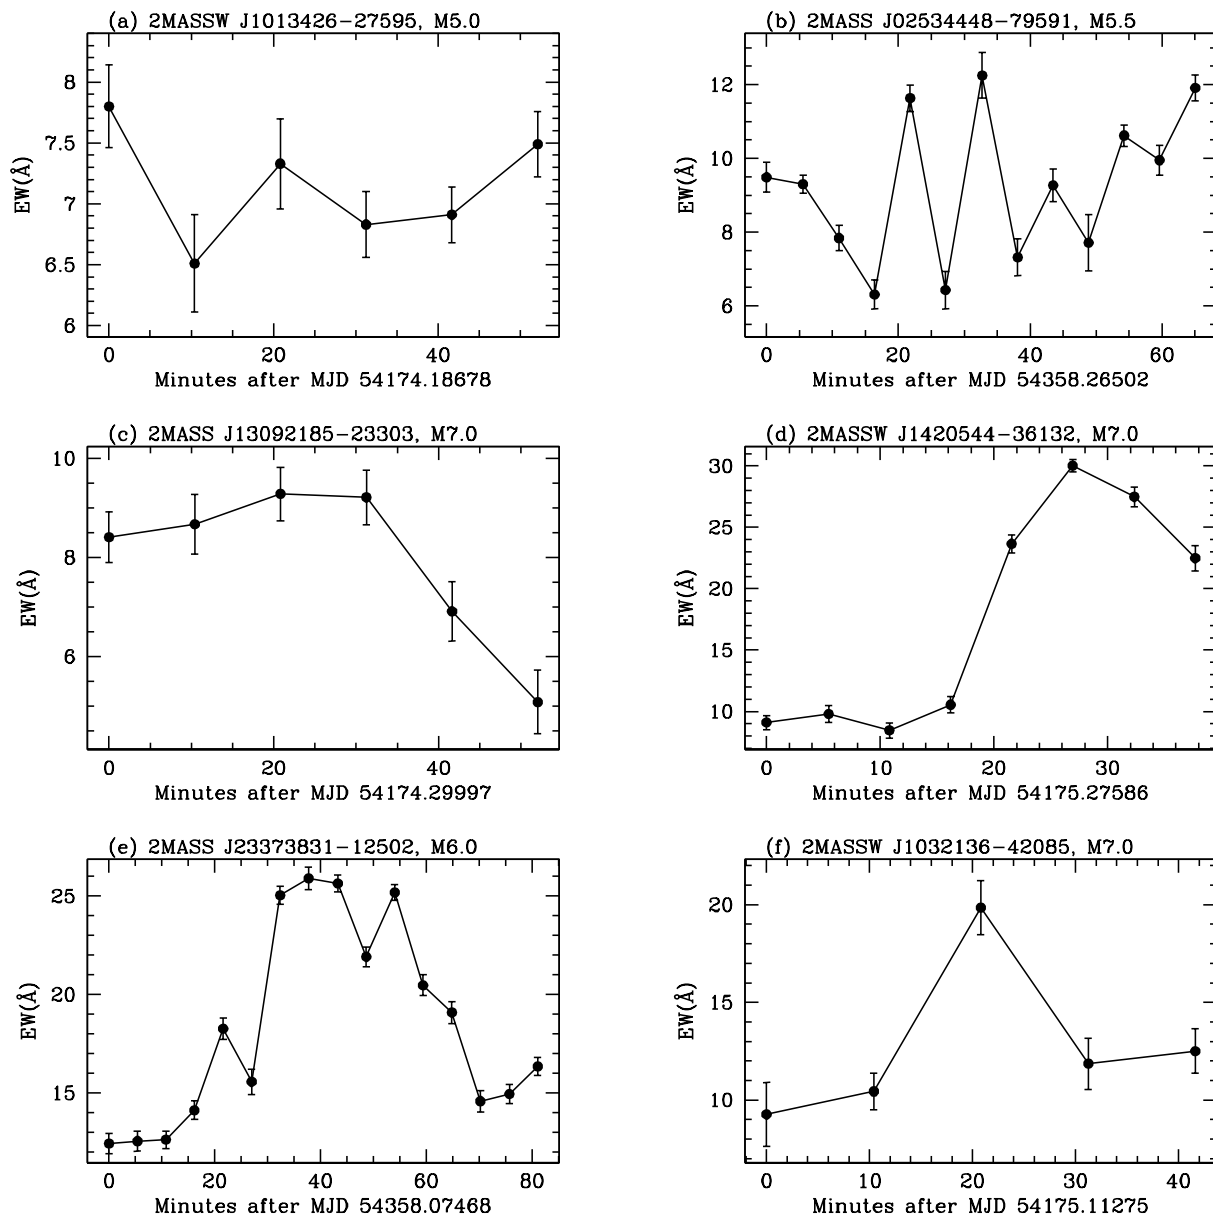 (a) 2MASSW J1013426-27595, M5.0
8
7.5
7
6.5
6
EW(Å)
0 20 40
Minutes after MJD 54174.18678
(b) 2MASS J02534448-79591, M5.5
12
10
8
6
EW(Å)
0 20 40 60
Minutes after MJD 54358.26502
(c) 2MASS J13092185-23303, M7.0
10
8
6
EW(Å)
0 20 40
Minutes after MJD 54174.29997
(d) 2MASSW J1420544-36132, M7.0
30
25
20
15
10
EW(Å)
0 10 20 30
Minutes after MJD 54175.27586
(e) 2MASS J23373831-12502, M6.0
25
20
15
EW(Å)
0 20 40 60 80
Minutes after MJD 54358.07468
(f) 2MASSW J1032136-42085, M7.0
20
15
10
EW(Å)
0 10 20 30 40
Minutes after MJD 54175.11275